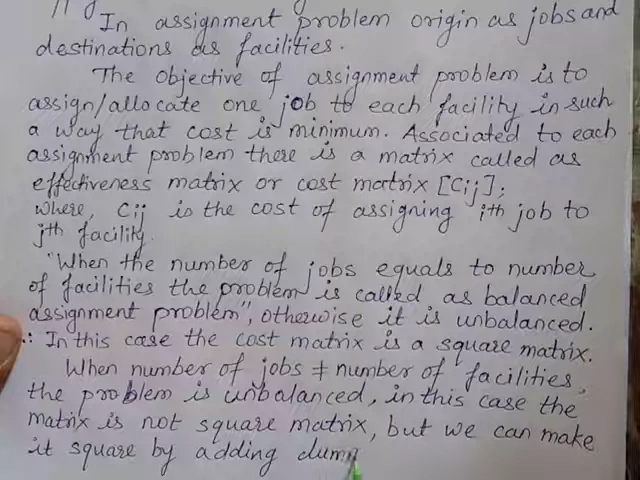 In assignment problem origin as jobs and
destinations as facilities.
The objective of assignment problem is to
assign/allocate one job to each facility in such
a way that cost is minimum. Associated to each
assignment problem there is a matrix called as
effectiveness matrix or cost matrix [Cij];
where, Cij is the cost of assigning ith job to
jth facility.
"When the number of jobs equals to number
of facilities the problem is called as balanced
assignment problem", otherwise it is unbalanced.
∴ In this case the cost matrix is a square matrix.
When number of jobs ≠ number of facilities,
the problem is unbalanced, in this case the
matrix is not square matrix, but we can make
it square by adding dum